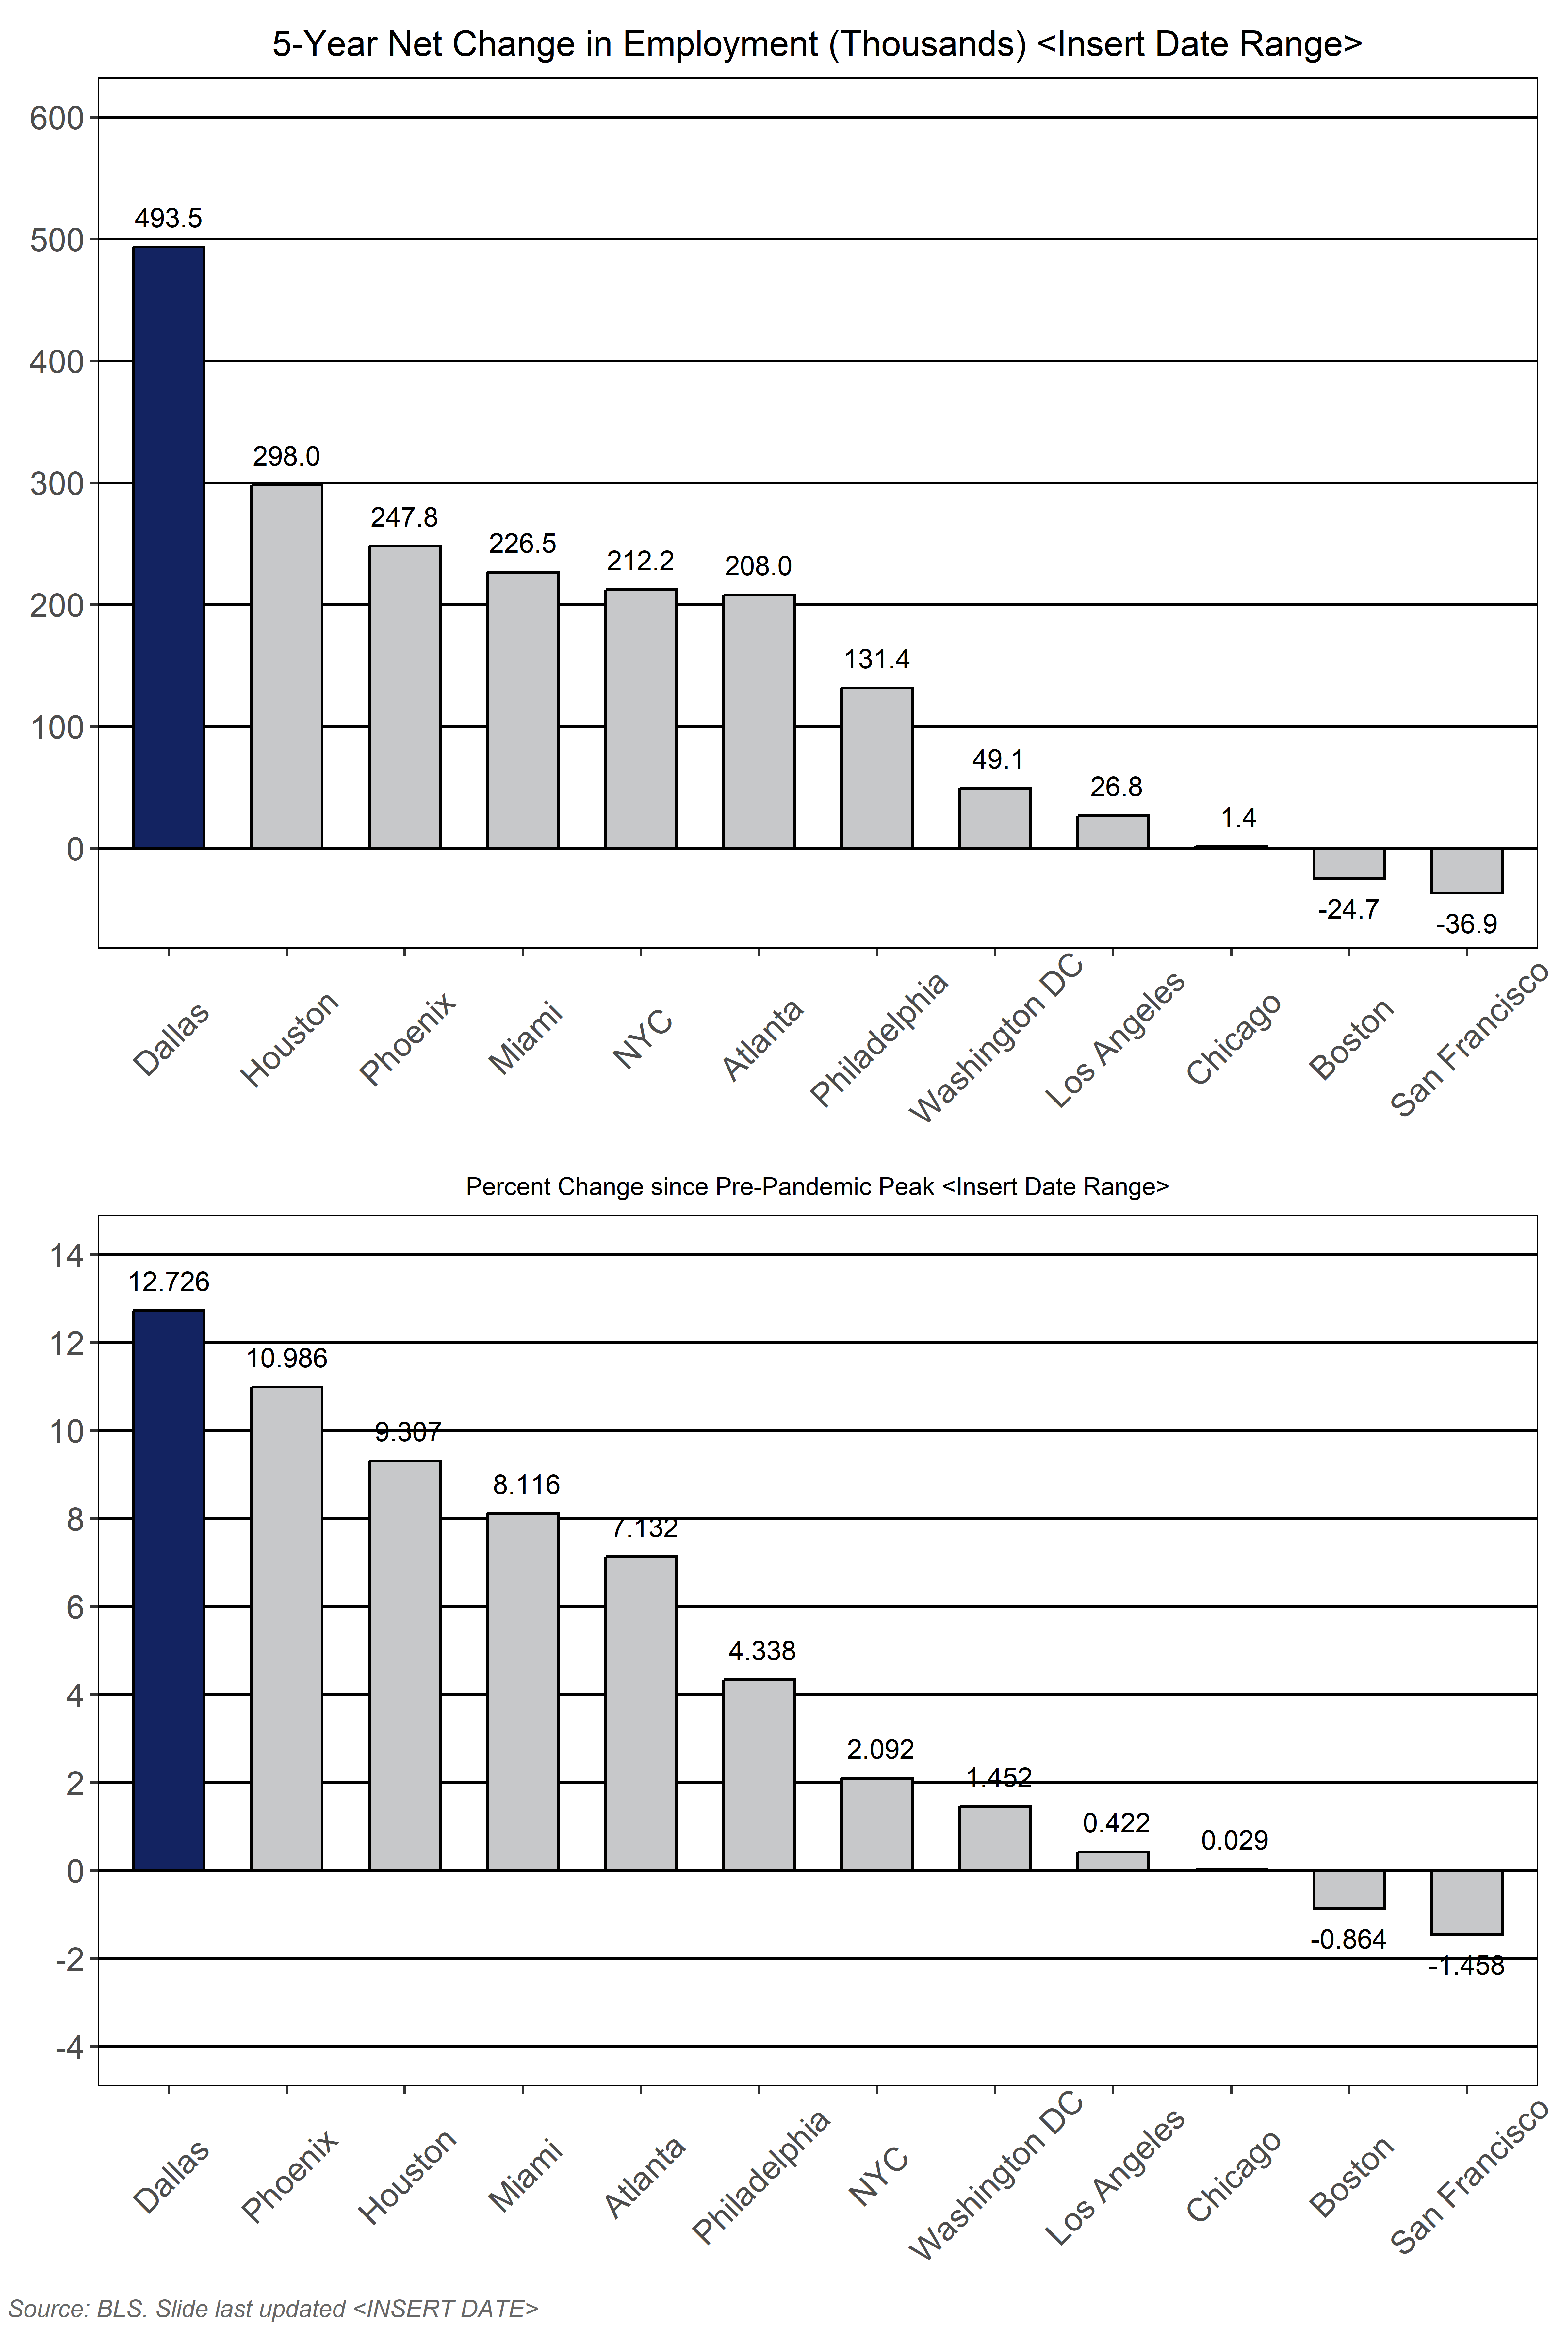 5-Year Net Change in Employment (Thousands) <Insert Date Range>
600
500
400
300
200
100
0
493.5
298.0
247.8
226.5
212.2
208.0
131.4
49.1
26.8
1.4
-24.7
-36.9
Dallas
Houston
Phoenix
Miami
NYC
Atlanta
Philadelphia
Washington DC
Los Angeles
Chicago
Boston
San Francisco
Percent Change since Pre-Pandemic Peak <Insert Date Range>
14
12
10
8
6
4
2
0
-2
-4
12.726
10.986
9.307
8.116
7.132
4.338
2.092
1.452
0.422
0.029
-0.864
-1.458
Dallas
Phoenix
Houston
Miami
Atlanta
Philadelphia
NYC
Washington DC
Los Angeles
Chicago
Boston
San Francisco
Source: BLS. Slide last updated <INSERT DATE>